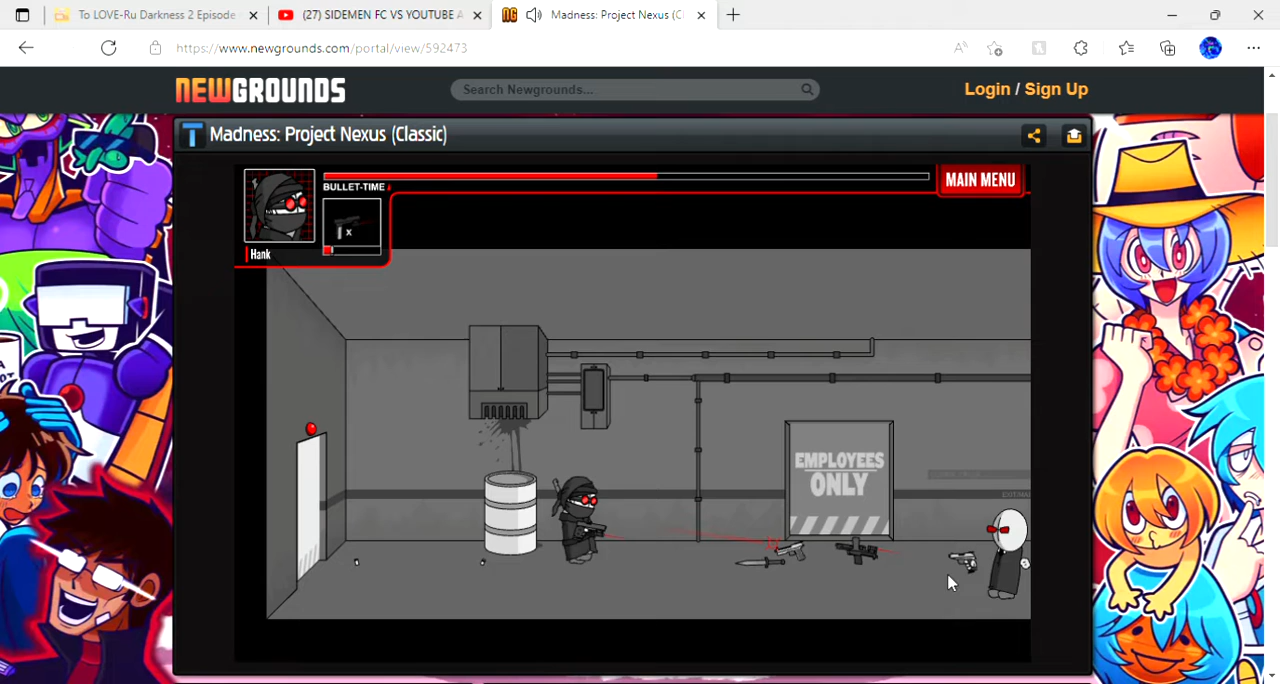 To LOVE-Ru Darkness 2 Episode
(27) SIDEMEN FC VS YOUTUBE A
NG
Madness: Project Nexus (Cl
https://www.newgrounds.com/portal/view/592473
NEWGROUNDS
Search Newgrounds...
Login / Sign Up
T
Madness: Project Nexus (Classic)
BULLET-TIME
MAIN MENU
x
Hank
EMPLOYEES
ONLY